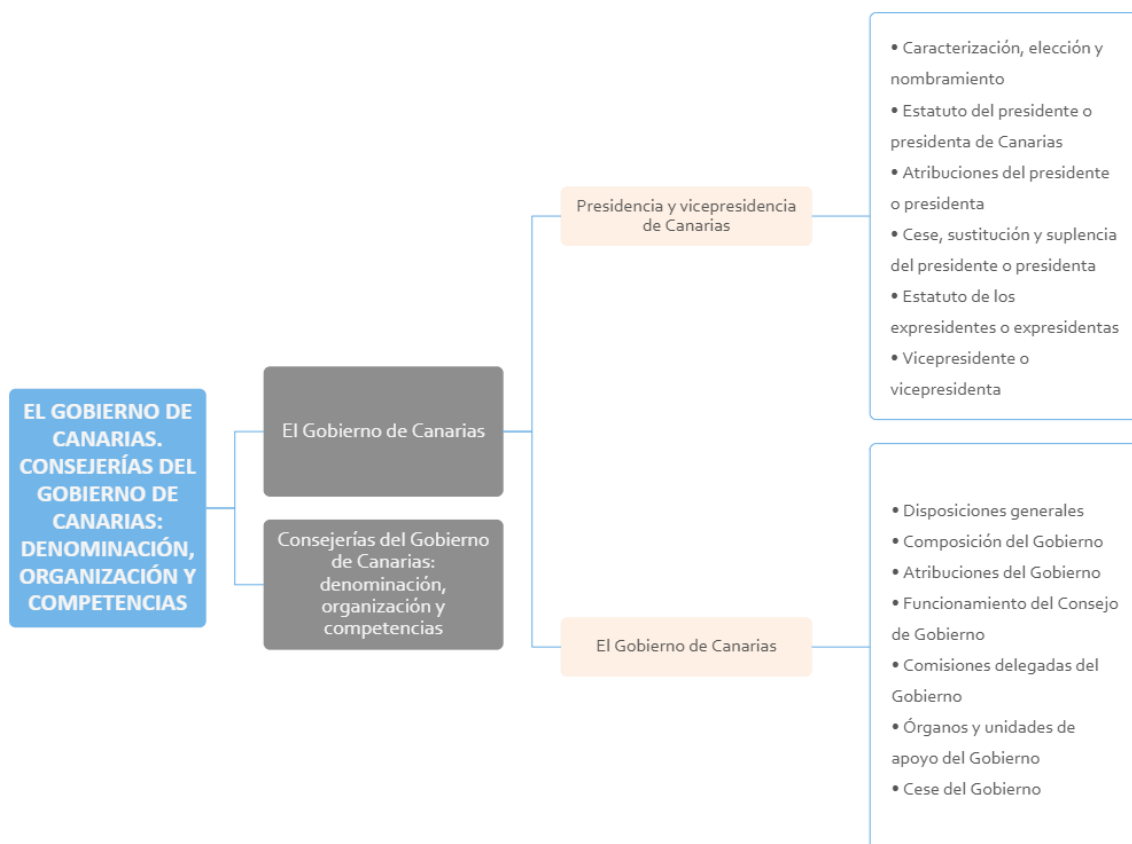 EL GOBIERNO DE
CANARIAS.
CONSEJERÍAS DEL
GOBIERNO DE
CANARIAS:
DENOMINACIÓN,
ORGANIZACIÓN Y
COMPETENCIAS
El Gobierno de Canarias
Consejerías del Gobierno
de Canarias:
denominación,
organización y
competencias
Presidencia y vicepresidencia
de Canarias
• Caracterización, elección y
nombramiento
• Estatuto del presidente o
presidenta de Canarias
• Atribuciones del presidente
o presidenta
• Cese, sustitución y suplencia
del presidente o presidenta
• Estatuto de los
expresidentes o expresidentas
• Vicepresidente o
vicepresidenta
El Gobierno de Canarias
• Disposiciones generales
• Composición del Gobierno
• Atribuciones del Gobierno
• Funcionamiento del Consejo
de Gobierno
• Comisiones delegadas del
Gobierno
• Órganos y unidades de
apoyo del Gobierno
• Cese del Gobierno